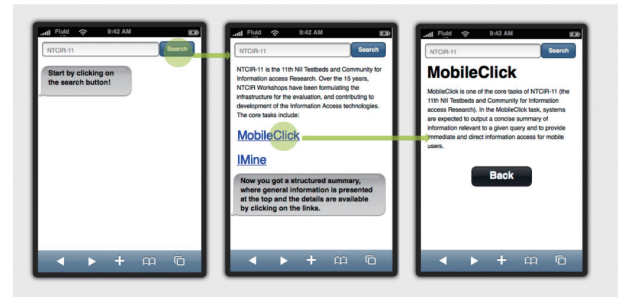 Fluid 9:42 AM
NTCIR-11 Search
Start by clicking on
the search button!
Fluid 9:42 AM
NTCIR-11 Search
NTCIR-11 is the 11th NII Testbeds and Community for
Information access Research. Over the 15 years,
NTCIR Workshops have been formulating the
infrastructure for the evaluation, and contributing to
development of the Information Access technologies.
The core tasks include:
MobileClick
IMine
Now you got a structured summary,
where general information is presented
at the top and the details are available
by clicking on the links.
Fluid 9:42 AM
NTCIR-11 Search
MobileClick
MobileClick is one of the core tasks of NTCIR-11 (the
11th NII Testbeds and Community for Information
access Research). In the MobileClick task, systems
are expected to output a concise summary of
information relevant to a given query and to provide
immediate and direct information access for mobile
users.
Back